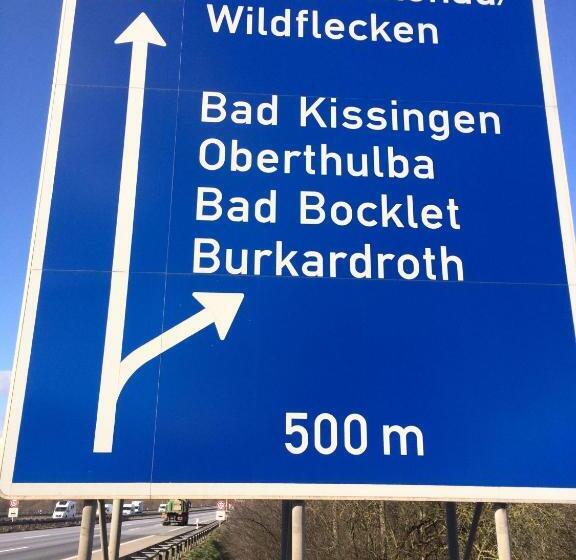 Wildflecken
Bad Kissingen
Oberthulba
Bad Bocklet
Burkardroth
500 m